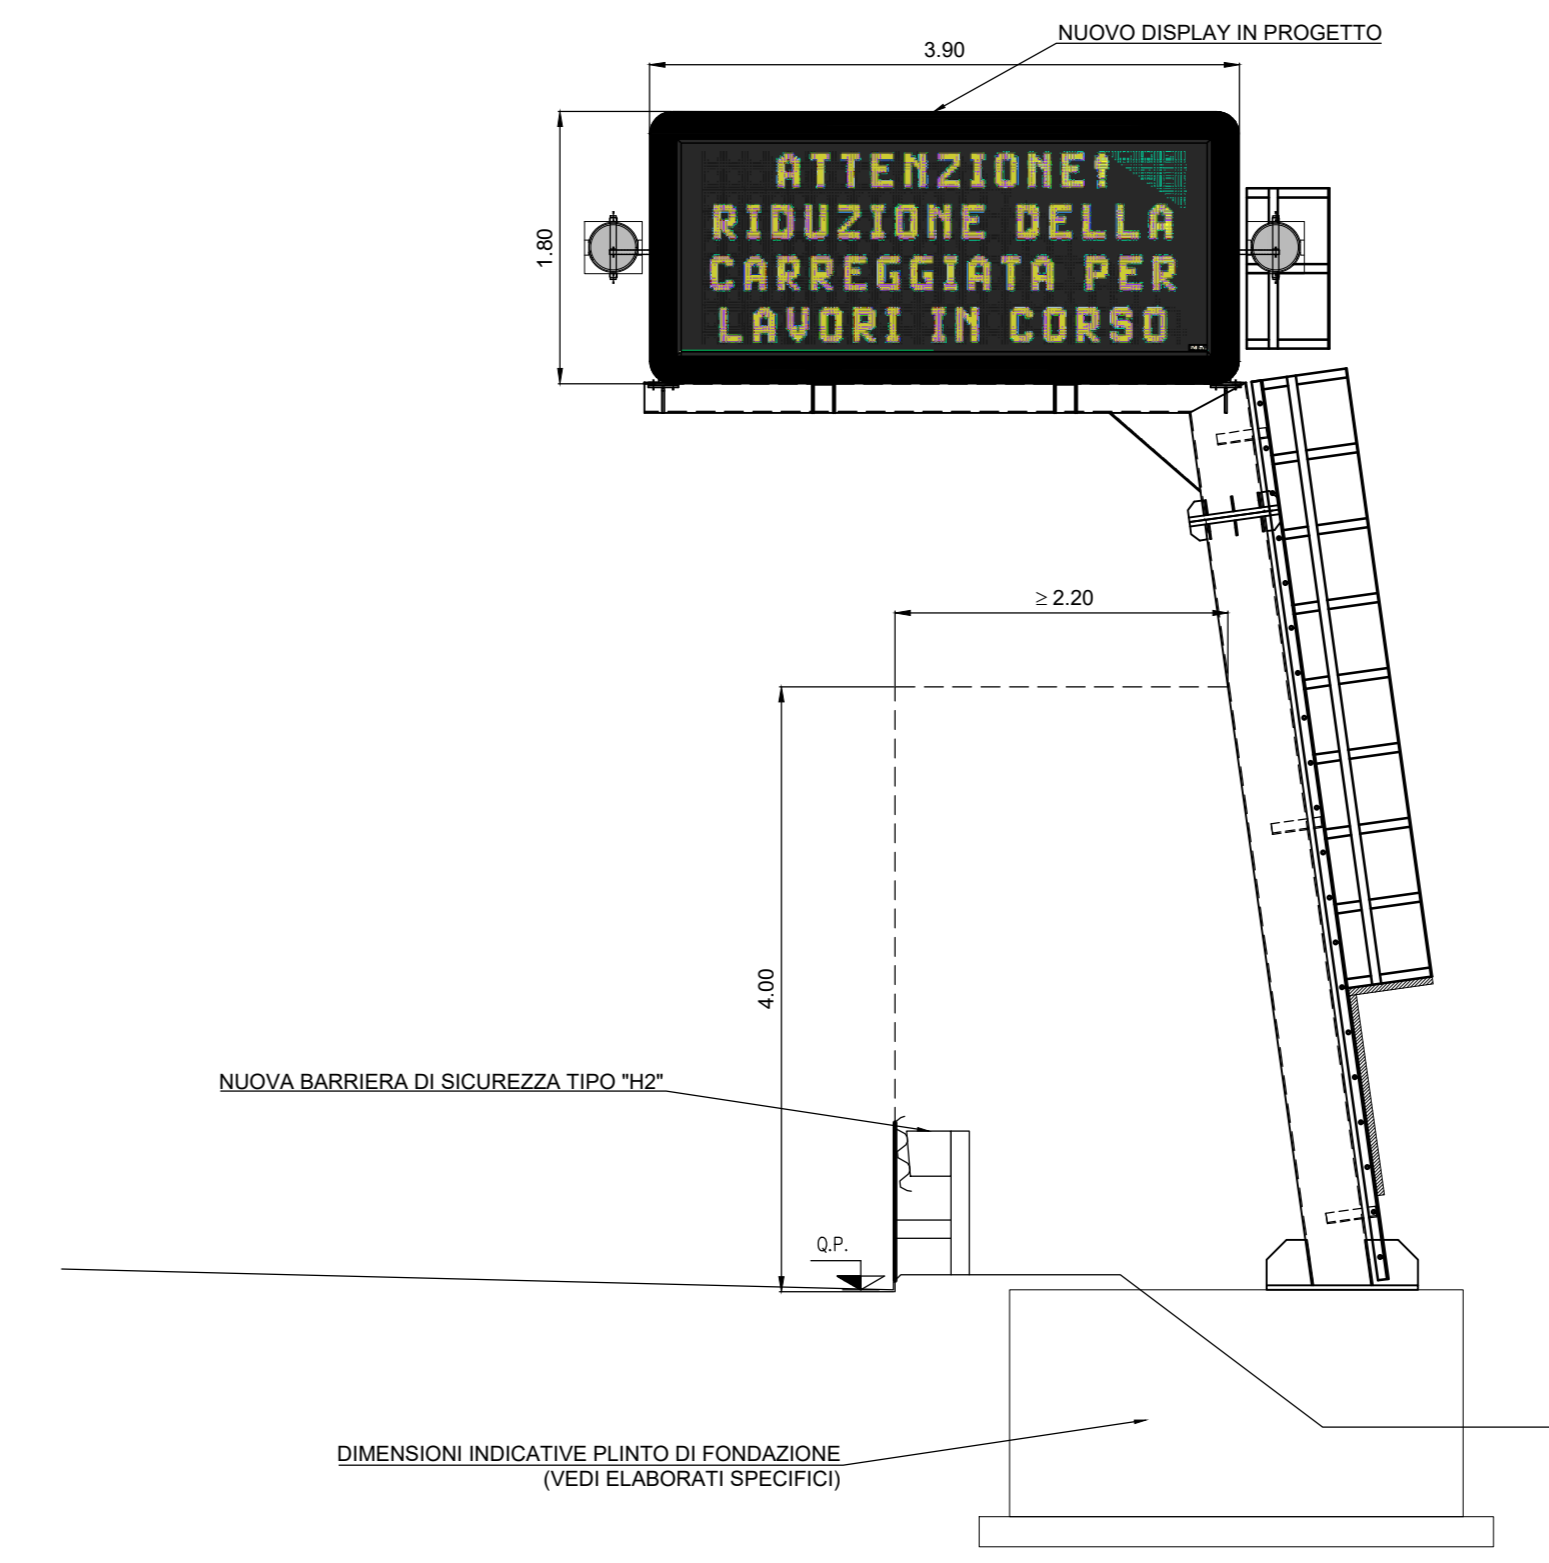 NUOVO DISPLAY IN PROGETTO
3.90
1.80
ATTENZIONE!
RIDUZIONE DELLA
CARREGGIATA PER
LAVORI IN CORSO
≥ 2.20
4.00
NUOVA BARRIERA DI SICUREZZA TIPO "H2"
Q.P.
DIMENSIONI INDICATIVE PLINTO DI FONDAZIONE
(VEDI ELABORATI SPECIFICI)